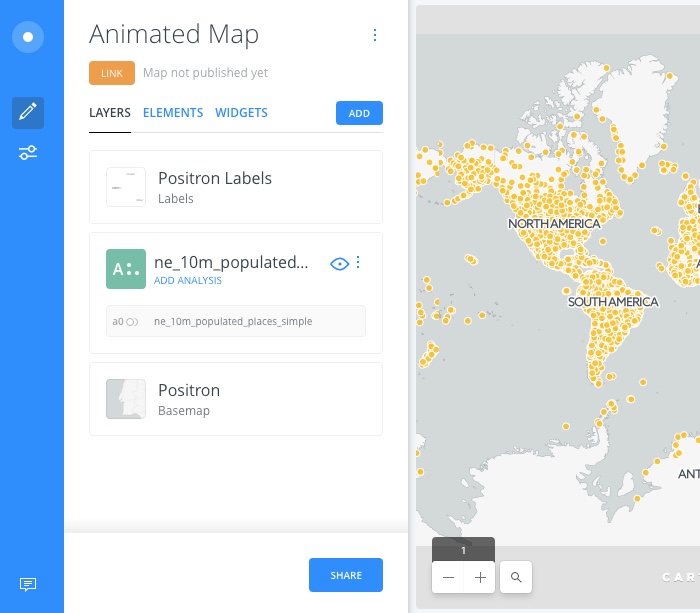 Animated Map
LINK Map not published yet
LAYERS ELEMENTS WIDGETS ADD
Positron Labels
Labels
A
ne_10m_populated...
ADD ANALYSIS
a0 ne_10m_populated_places_simple
Positron
Basemap
SHARE
NORTH AMERICA
SOUTH AMERICA
ANT
1
CART